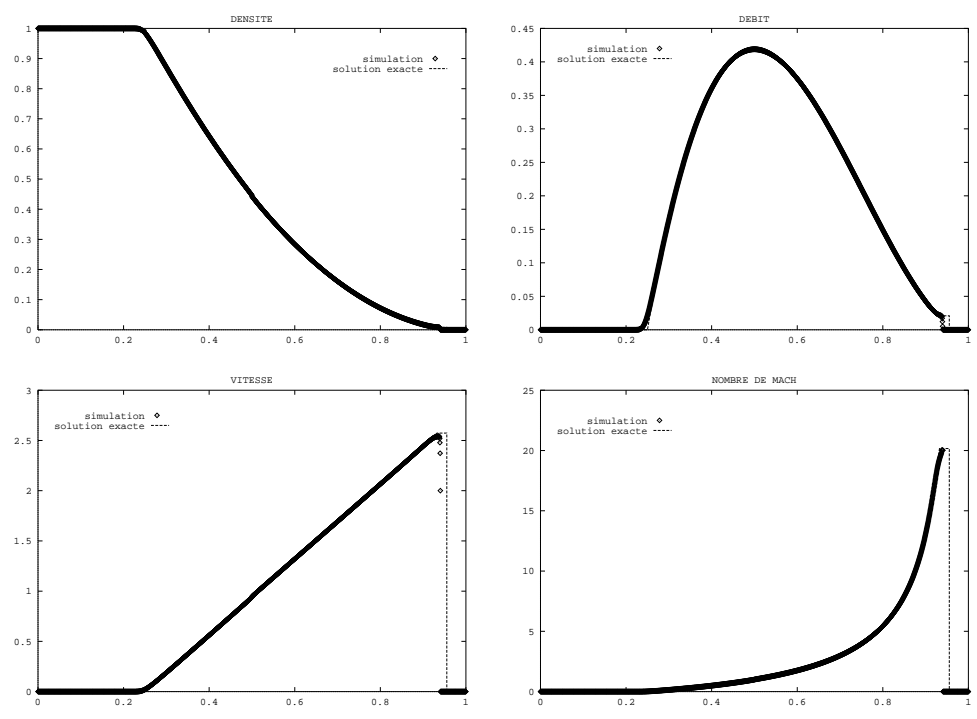 DENSITE
1
0.9
0.8
0.7
0.6
0.5
0.4
0.3
0.2
0.1
0
0 0.2 0.4 0.6 0.8 1
simulation
solution exacte
DEBIT
0.45
0.4
0.35
0.3
0.25
0.2
0.15
0.1
0.05
0
0 0.2 0.4 0.6 0.8 1
simulation
solution exacte
VITESSE
3
2.5
2
1.5
1
0.5
0
0 0.2 0.4 0.6 0.8 1
simulation
solution exacte
NOMBRE DE MACH
25
20
15
10
5
0
0 0.2 0.4 0.6 0.8 1
simulation
solution exacte